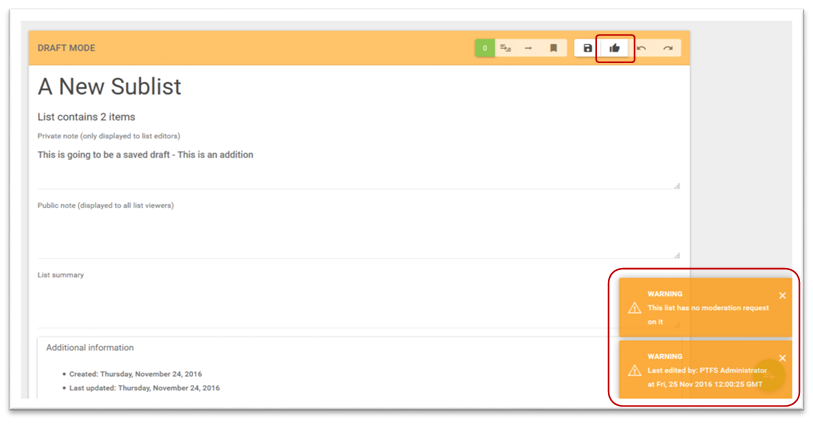 DRAFT MODE
0
A New Sublist
List contains 2 items
Private note (only displayed to list editors)
This is going to be a saved draft - This is an addition
Public note (displayed to all list viewers)
List summary
WARNING
This list has no moderation request
on it
Additional information
WARNING
Last edited by: PTFS Administrator
at Fri, 25 Nov 2016 12:00:25 GMT
Created: Thursday, November 24, 2016
Last updated: Thursday, November 24, 2016